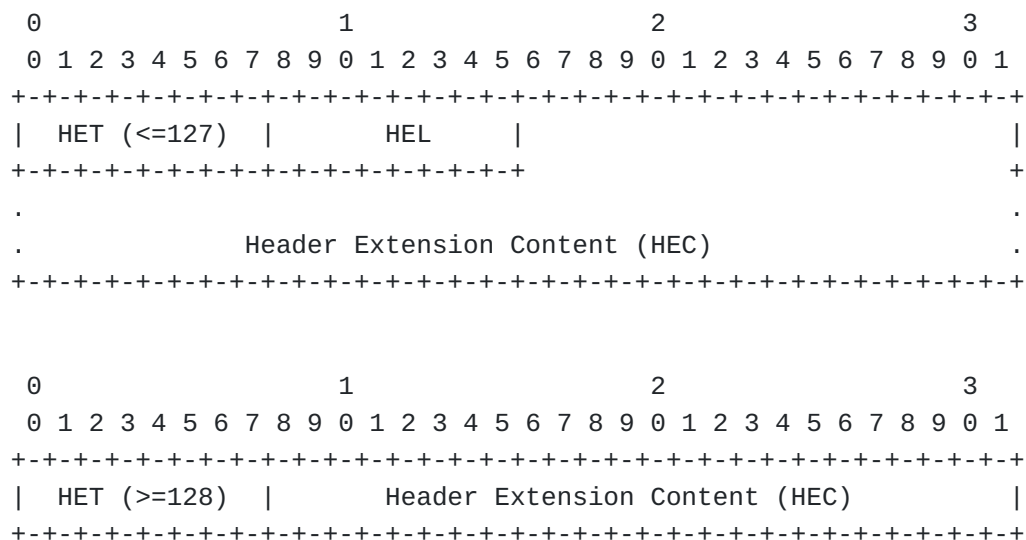 0                   1                   2                   3
 0 1 2 3 4 5 6 7 8 9 0 1 2 3 4 5 6 7 8 9 0 1 2 3 4 5 6 7 8 9 0 1
+-+-+-+-+-+-+-+-+-+-+-+-+-+-+-+-+-+-+-+-+-+-+-+-+-+-+-+-+-+-+-+-+
|  HET (<=127)  |       HEL     |                               |
+-+-+-+-+-+-+-+-+-+-+-+-+-+-+-+-+                               +
.                                                               .
.              Header Extension Content (HEC)                   .
+-+-+-+-+-+-+-+-+-+-+-+-+-+-+-+-+-+-+-+-+-+-+-+-+-+-+-+-+-+-+-+-+
 0                   1                   2                   3
 0 1 2 3 4 5 6 7 8 9 0 1 2 3 4 5 6 7 8 9 0 1 2 3 4 5 6 7 8 9 0 1
+-+-+-+-+-+-+-+-+-+-+-+-+-+-+-+-+-+-+-+-+-+-+-+-+-+-+-+-+-+-+-+-+
|  HET (>=128)  |       Header Extension Content (HEC)          |
+-+-+-+-+-+-+-+-+-+-+-+-+-+-+-+-+-+-+-+-+-+-+-+-+-+-+-+-+-+-+-+-+